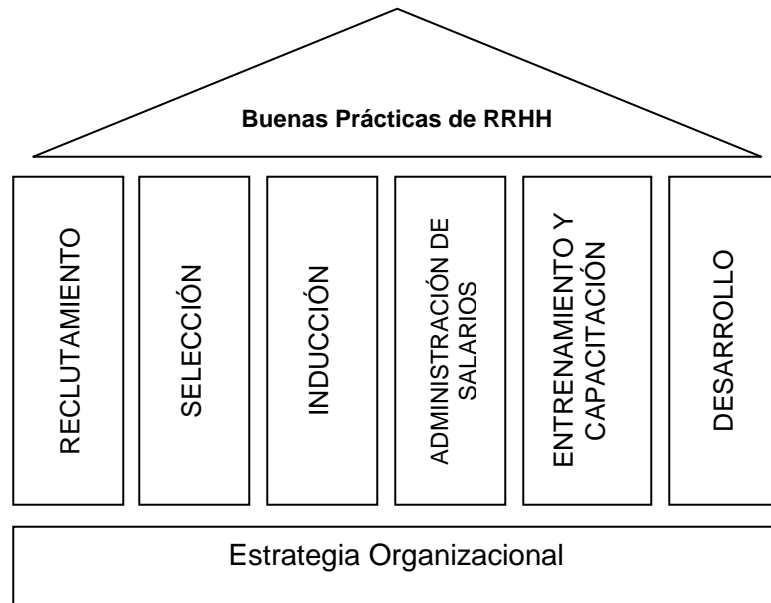 Buenas Prácticas de RRHH
RECLUTAMIENTO
SELECCIÓN
INDUCCIÓN
ADMINISTRACIÓN DE
SALARIOS
ENTRENAMIENTO Y
CAPACITACIÓN
DESARROLLO
Estrategia Organizacional